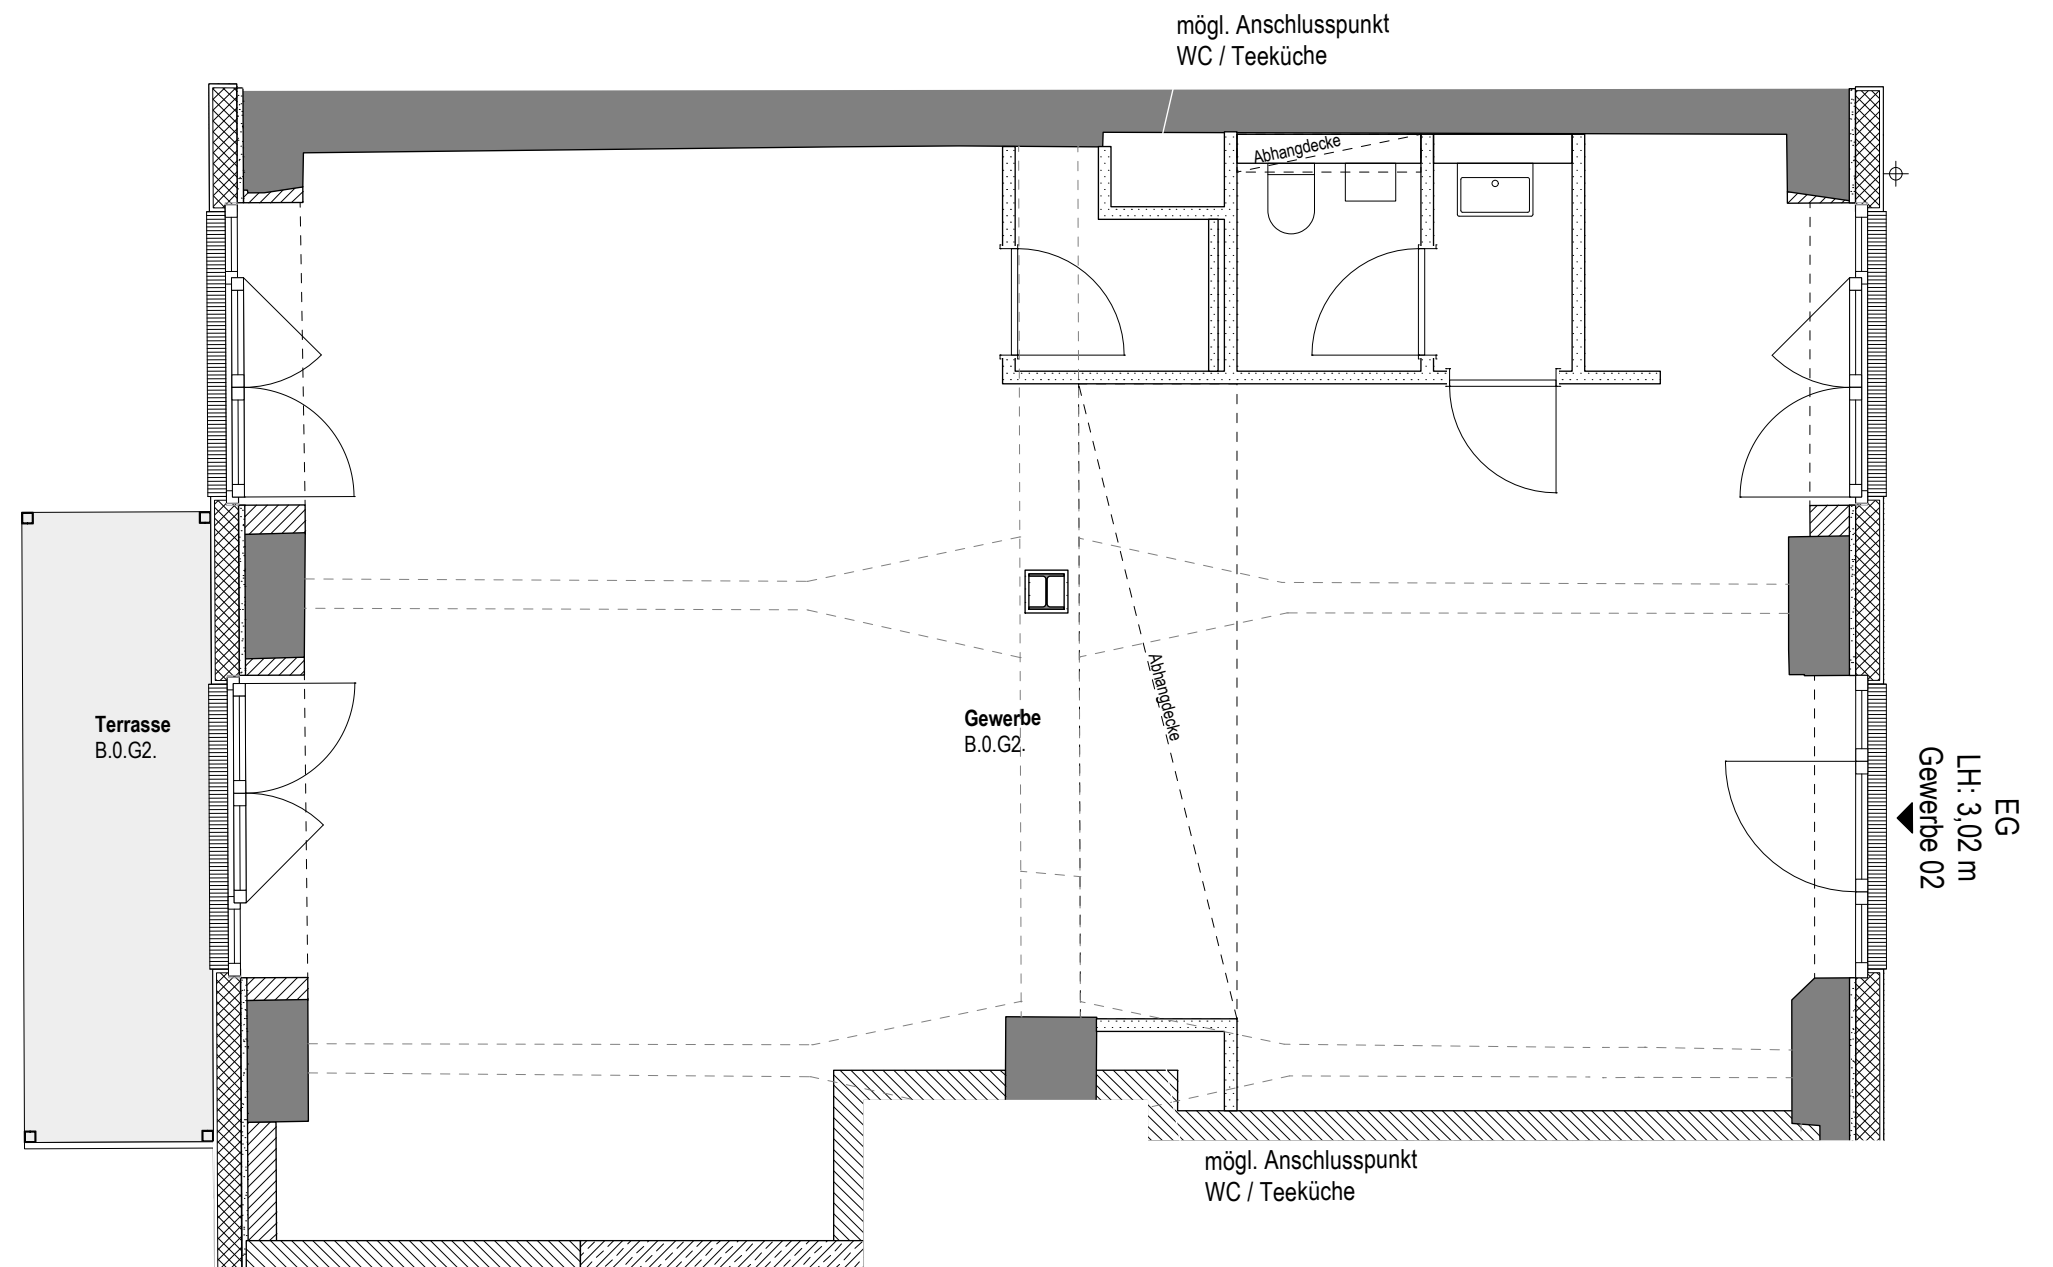 mögl. Anschlusspunkt
WC / Teeküche
Abhangdecke
Abhangdecke
Terrasse
B.0.G2.
Gewerbe
B.0.G2.
EG
LH: 3,02 m
Gewerbe 02
mögl. Anschlusspunkt
WC / Teeküche